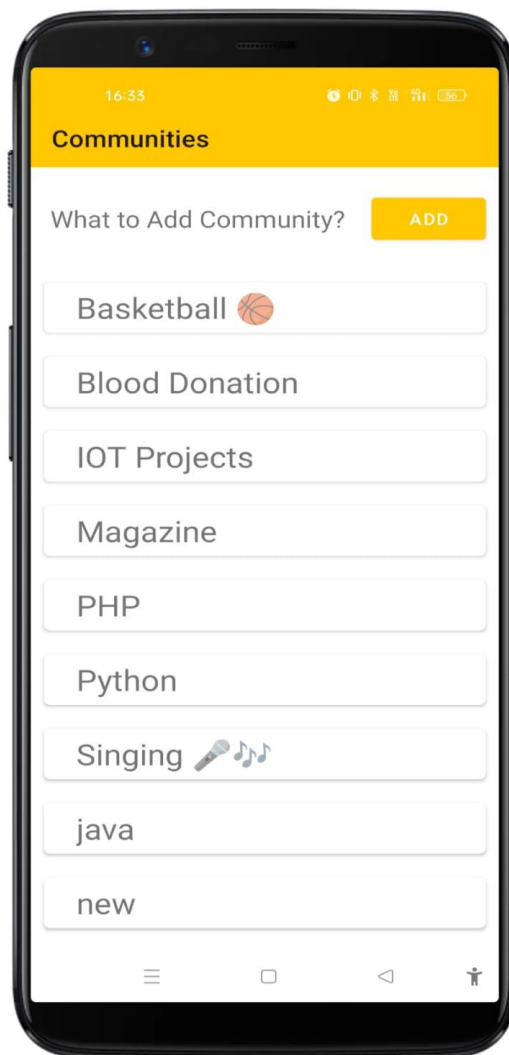 16:33 56
Communities
What to Add Community? ADD
Basketball 🏀
Blood Donation
IOT Projects
Magazine
PHP
Python
Singing 🎤🎶
java
new